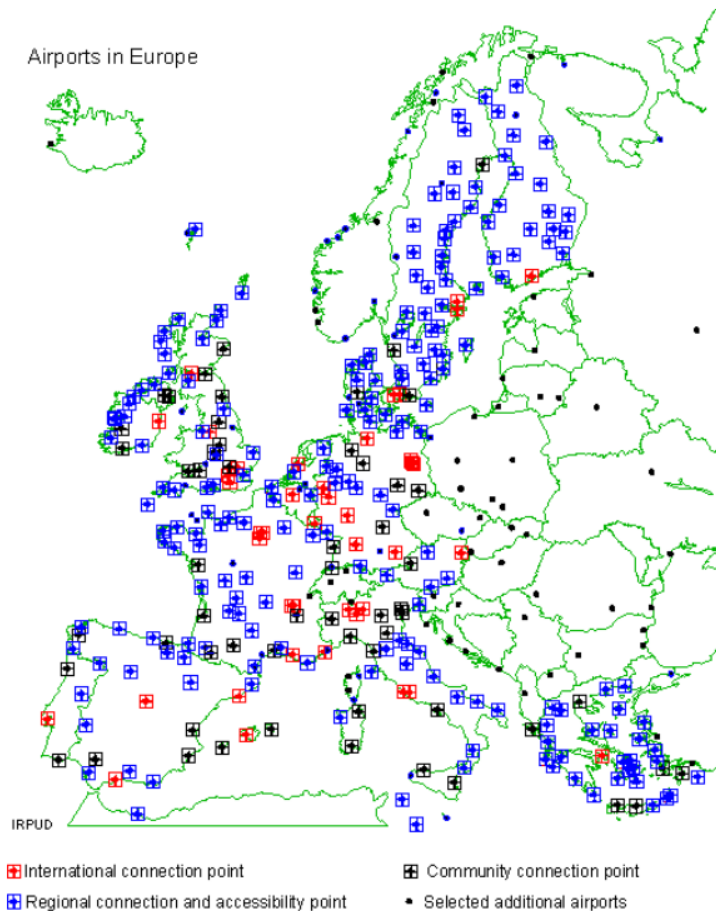 Airports in Europe
IRPUD
International connection point
Community connection point
Regional connection and accessibility point
Selected additional airports